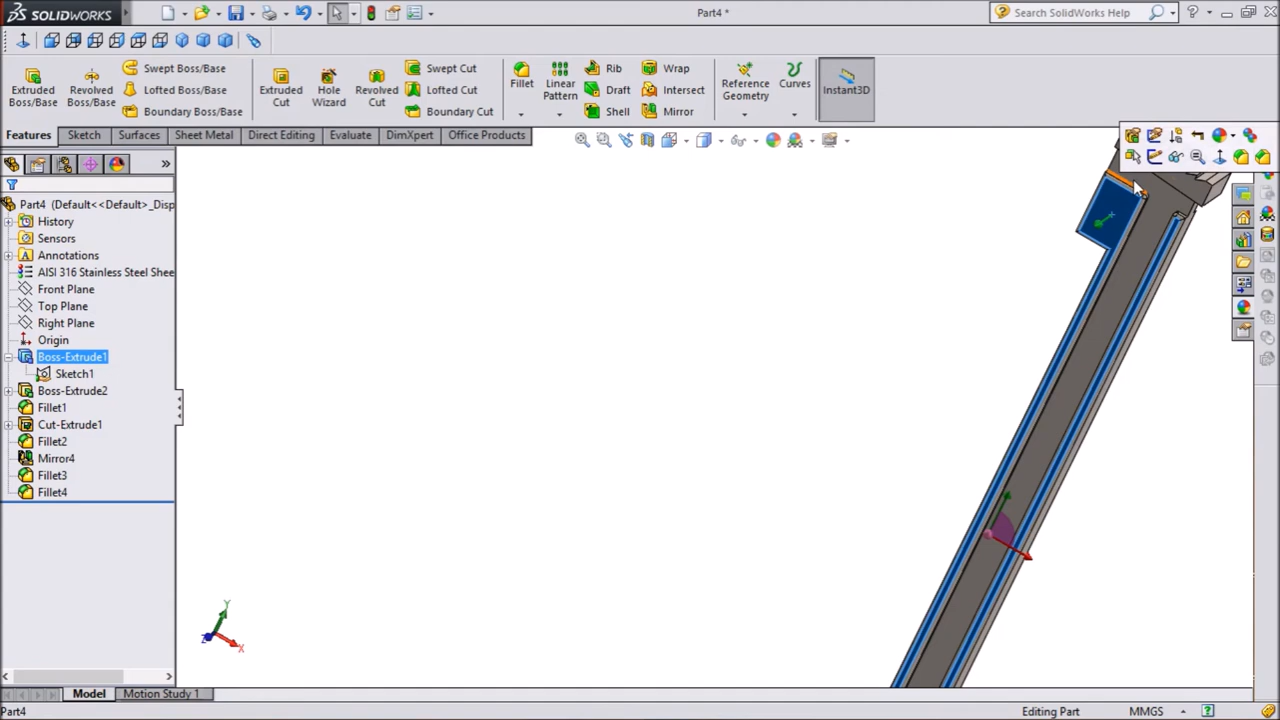 SOLIDWORKS
Part4 *
Search SolidWorks Help
Extruded Boss/Base
Revolved Boss/Base
Swept Boss/Base
Lofted Boss/Base
Boundary Boss/Base
Extruded Cut
Hole Wizard
Revolved Cut
Swept Cut
Lofted Cut
Boundary Cut
Fillet
Linear Pattern
Rib
Draft
Shell
Wrap
Intersect
Mirror
Reference Geometry
Curves
Instant3D
Features
Sketch
Surfaces
Sheet Metal
Direct Editing
Evaluate
DimXpert
Office Products
Part4 (Default<<Default>_Disp
History
Sensors
Annotations
AISI 316 Stainless Steel Shee
Front Plane
Top Plane
Right Plane
Origin
Boss-Extrude1
Sketch1
Boss-Extrude2
Fillet1
Cut-Extrude1
Fillet2
Mirror4
Fillet3
Fillet4
Y
Z
X
Model
Motion Study 1
Part4
Editing Part
MMGS